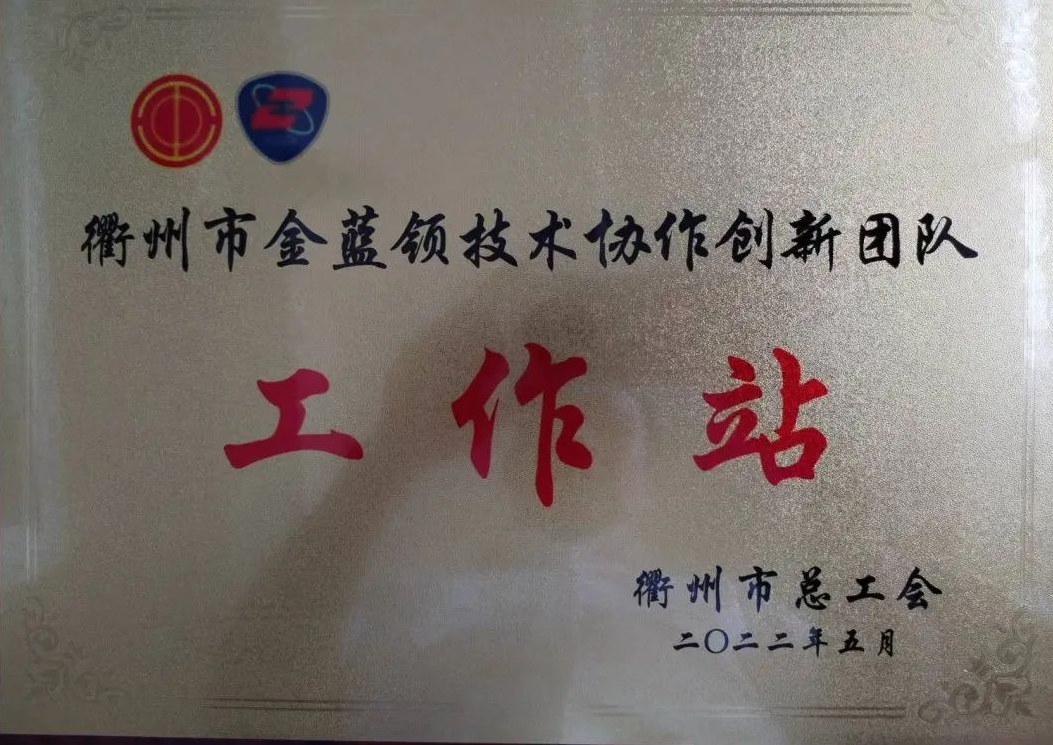 衢州市金蓝领技术协作创新团队
工作站
衢州市总工会
二〇二二年五月